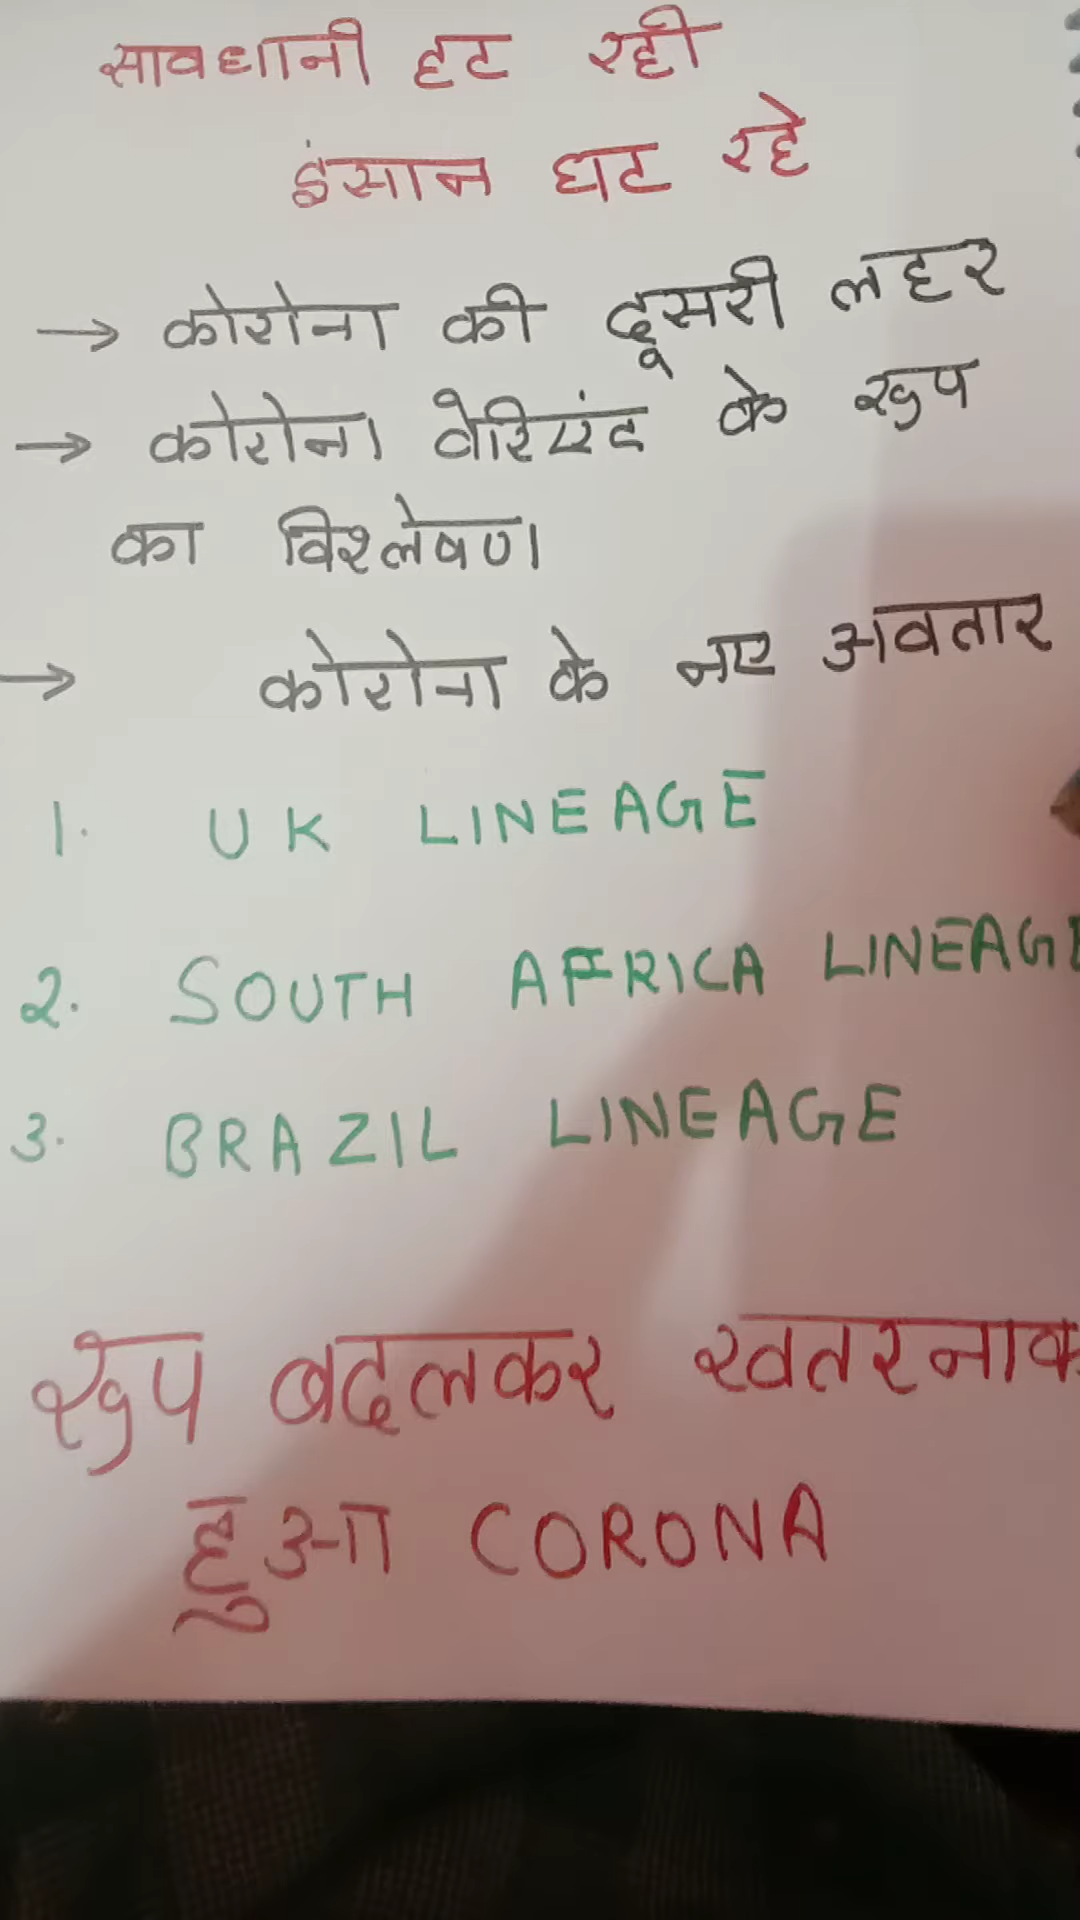 सावधानी हट रही
इंसान घट रहे
→ कोरोना की दूसरी लहर
→ कोरोना वेरिएंट के रूप
का विश्लेषण।
→ कोरोना के नए अवतार
1. UK LINEAGE
2. SOUTH AFRICA LINEAGE
3. BRAZIL LINEAGE
रूप बदलकर खतरनाक
हुआ CORONA